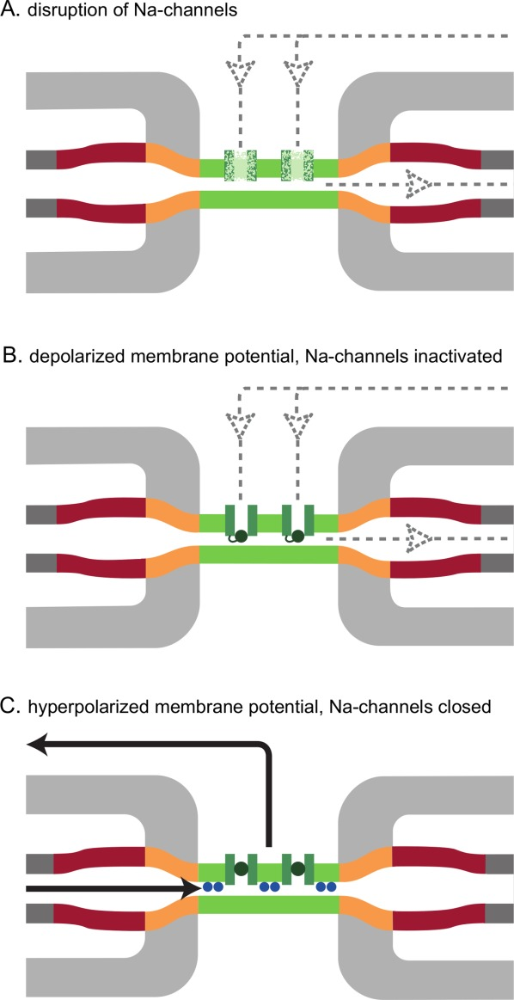 A. disruption of Na-channels
B. depolarized membrane potential, Na-channels inactivated
C. hyperpolarized membrane potential, Na-channels closed